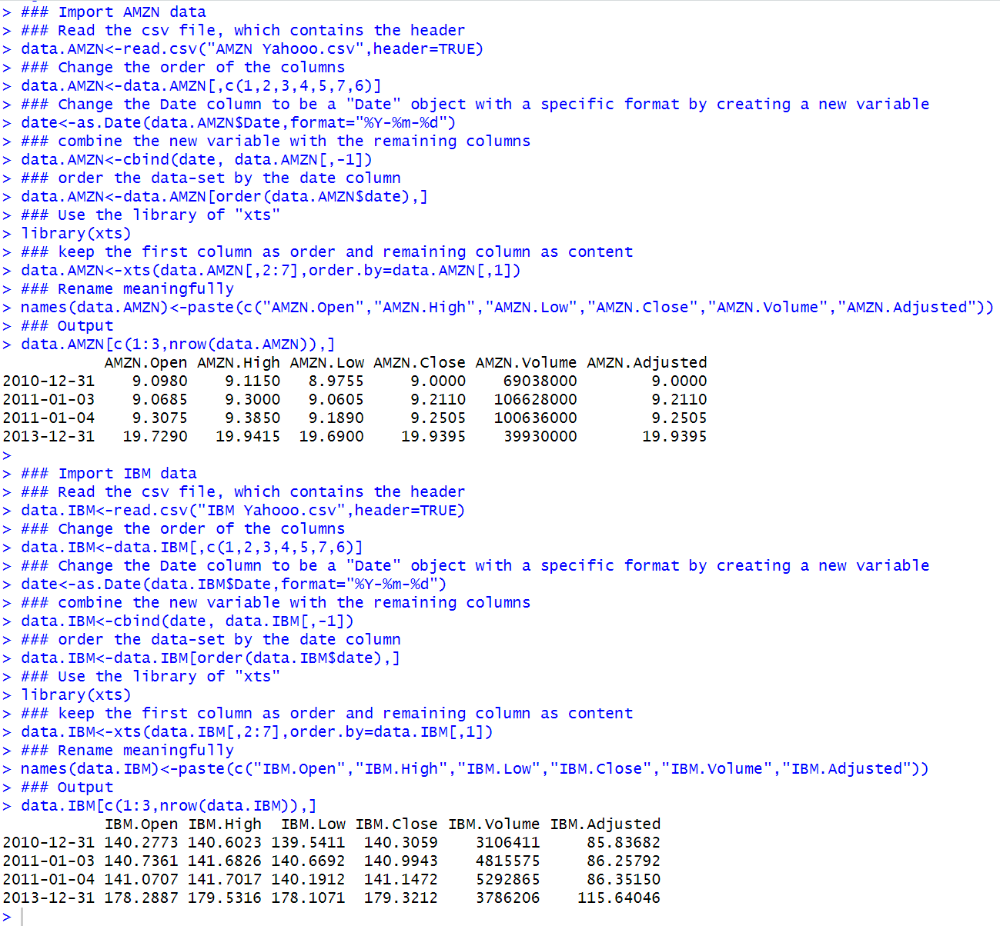 > ### Import AMZN data
> ### Read the csv file, which contains the header
> data.AMZN<-read.csv("AMZN Yahooo.csv",header=TRUE)
> ### Change the order of the columns
> data.AMZN<-data.AMZN[,c(1,2,3,4,5,7,6)]
> ### Change the Date column to be a "Date" object with a specific format by creating a new variable
> date<-as.Date(data.AMZN$Date,format="%Y-%m-%d")
> ### combine the new variable with the remaining columns
> data.AMZN<-cbind(date, data.AMZN[,-1])
> ### order the data-set by the date column
> data.AMZN<-data.AMZN[order(data.AMZN$date),]
> ### Use the library of "xts"
> library(xts)
> ### keep the first column as order and remaining column as content
> data.AMZN<-xts(data.AMZN[,2:7],order.by=data.AMZN[,1])
> ### Rename meaningfully
> names(data.AMZN)<-paste(c("AMZN.Open","AMZN.High","AMZN.Low","AMZN.Close","AMZN.Volume","AMZN.Adjusted"))
> ### Output
> data.AMZN[c(1:3,nrow(data.AMZN)),]
           AMZN.Open AMZN.High AMZN.Low AMZN.Close AMZN.Volume AMZN.Adjusted
2010-12-31    9.0980    9.1150   8.9755     9.0000    69038000        9.0000
2011-01-03    9.0685    9.3000   9.0605     9.2110   106628000        9.2110
2011-01-04    9.3075    9.3850   9.1890     9.2505   100636000        9.2505
2013-12-31   19.7290   19.9415  19.6900    19.9395    39930000       19.9395
>
> ### Import IBM data
> ### Read the csv file, which contains the header
> data.IBM<-read.csv("IBM Yahooo.csv",header=TRUE)
> ### Change the order of the columns
> data.IBM<-data.IBM[,c(1,2,3,4,5,7,6)]
> ### Change the Date column to be a "Date" object with a specific format by creating a new variable
> date<-as.Date(data.IBM$Date,format="%Y-%m-%d")
> ### combine the new variable with the remaining columns
> data.IBM<-cbind(date, data.IBM[,-1])
> ### order the data-set by the date column
> data.IBM<-data.IBM[order(data.IBM$date),]
> ### Use the library of "xts"
> library(xts)
> ### keep the first column as order and remaining column as content
> data.IBM<-xts(data.IBM[,2:7],order.by=data.IBM[,1])
> ### Rename meaningfully
> names(data.IBM)<-paste(c("IBM.Open","IBM.High","IBM.Low","IBM.Close","IBM.Volume","IBM.Adjusted"))
> ### Output
> data.IBM[c(1:3,nrow(data.IBM)),]
           IBM.Open IBM.High  IBM.Low IBM.Close IBM.Volume IBM.Adjusted
2010-12-31 140.2773 140.6023 139.5411  140.3059    3106411     85.83682
2011-01-03 140.7361 141.6826 140.6692  140.9943    4815575     86.25792
2011-01-04 141.0707 141.7017 140.1912  141.1472    5292865     86.35150
2013-12-31 178.2887 179.5316 178.1071  179.3212    3786206    115.64046
>